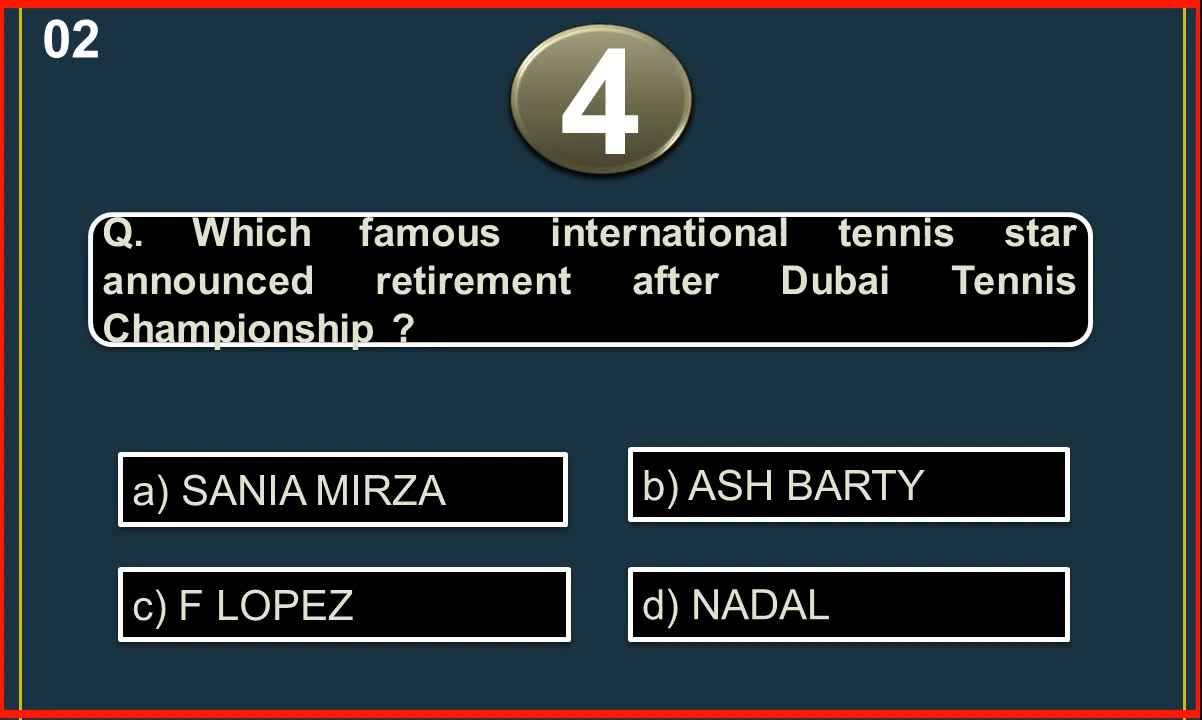 02
4
Q. Which famous international tennis star
announced retirement after Dubai Tennis
Championship ?
a) SANIA MIRZA
b) ASH BARTY
c) F LOPEZ
d) NADAL